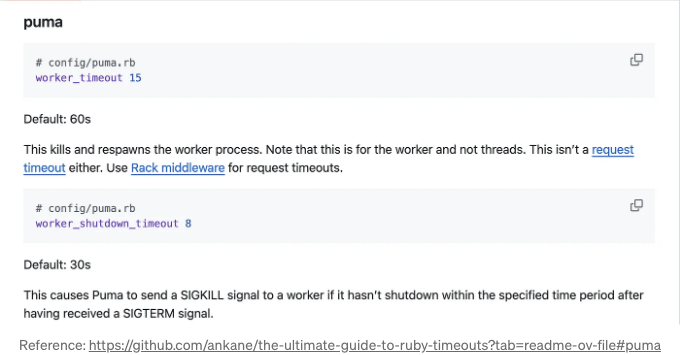 puma
# config/puma.rb
worker_timeout 15
Default: 60s
This kills and respawns the worker process. Note that this is for the worker and not threads. This isn’t a request
timeout either. Use Rack middleware for request timeouts.
# config/puma.rb
worker_shutdown_timeout 8
Default: 30s
This causes Puma to send a SIGKILL signal to a worker if it hasn’t shutdown within the specified time period after
having received a SIGTERM signal.
Reference: https://github.com/ankane/the-ultimate-guide-to-ruby-timeouts?tab=readme-ov-file#puma